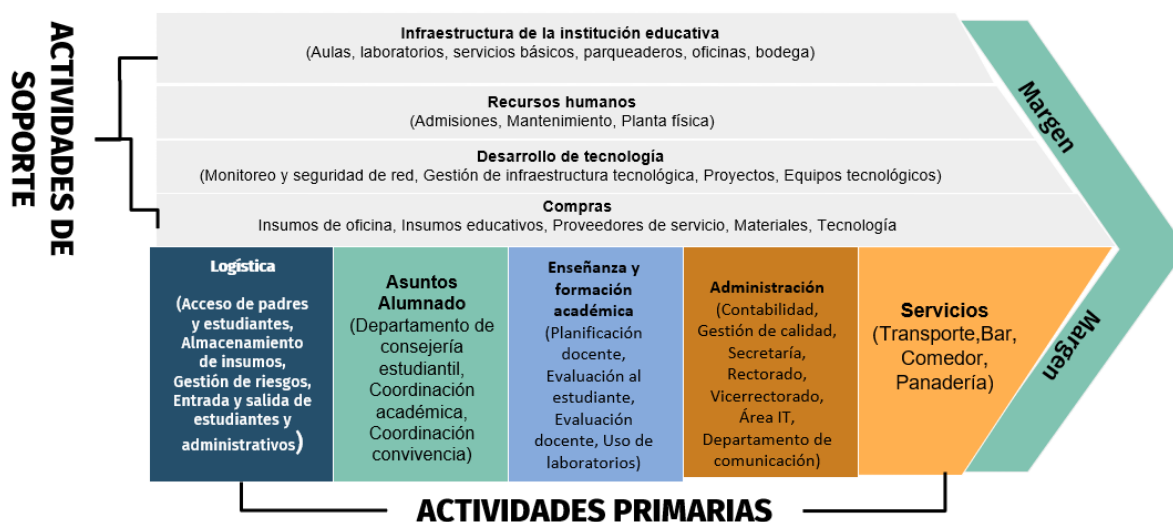 ACTIVIDADES DE
SOPORTE
Infraestructura de la institución educativa
(Aulas, laboratorios, servicios básicos, parqueaderos, oficinas, bodega)
Recursos humanos
(Admisiones, Mantenimiento, Planta física)
Desarrollo de tecnología
(Monitoreo y seguridad de red, Gestión de infraestructura tecnológica, Proyectos, Equipos tecnológicos)
Compras
Insumos de oficina, Insumos educativos, Proveedores de servicio, Materiales, Tecnología
Margen
Margen
Logística
(Acceso de padres
y estudiantes,
Almacenamiento
de insumos,
Gestión de riesgos,
Entrada y salida de
estudiantes y
administrativos)
Asuntos
Alumnado
(Departamento de
consejería
estudiantil,
Coordinación
académica,
Coordinación
convivencia)
Enseñanza y
formación
académica
(Planificación
docente,
Evaluación al
estudiante,
Evaluación
docente, Uso de
laboratorios)
Administración
(Contabilidad,
Gestión de calidad,
Secretaría,
Rectorado,
Vicerrectorado,
Área IT,
Departamento de
comunicación)
Servicios
(Transporte,Bar,
Comedor,
Panadería)
ACTIVIDADES PRIMARIAS